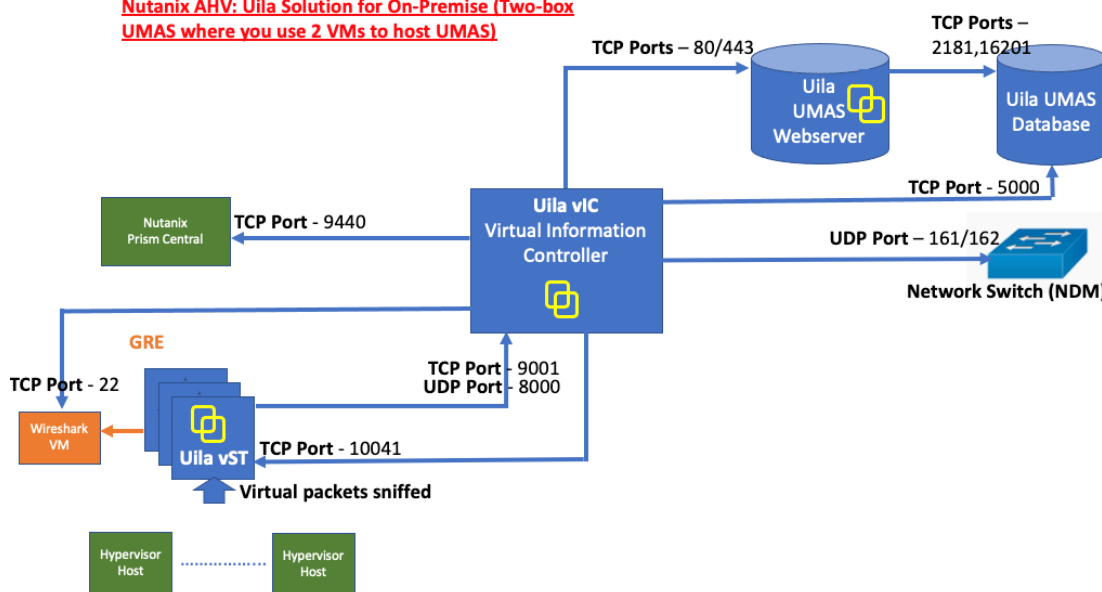 Nutanix AHV: Uila Solution for On-Premise (Two-box
UMAS where you use 2 VMs to host UMAS)
TCP Ports – 80/443
TCP Ports –
2181,16201
Uila
UMAS
Webserver
Uila UMAS
Database
TCP Port - 5000
Nutanix
Prism Central
TCP Port - 9440
Uila vIC
Virtual Information
Controller
UDP Port – 161/162
Network Switch (NDM)
GRE
TCP Port - 22
TCP Port - 9001
UDP Port - 8000
Wireshark
VM
Uila vST
TCP Port - 10041
Virtual packets sniffed
Hypervisor
Host
Hypervisor
Host